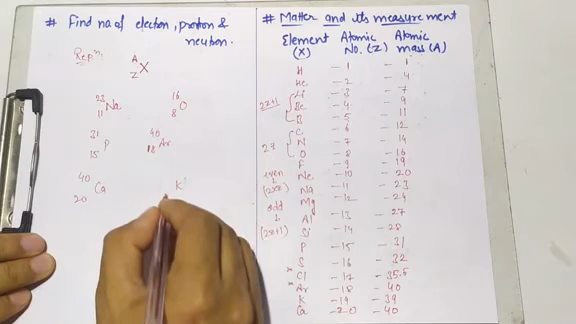 # Find no of electron, proton &
neutron.
Repⁿ,
A
Z X
23
11 Na
16
8 O
31
15 P
40
18 Ar
40
20 Ca
K
# Matter and its measurement
Element Atomic Atomic
(X) No. (Z) mass (A)
H - 1 - 1
He - 2 - 4
Li - 3 - 7
2Z+1 Be - 4 - 9
B - 5 - 11
C - 6 - 12
N - 7 - 14
O - 8 - 16
F - 9 - 19
even Ne - 10 - 20
Na - 11 - 23
Mg - 12 - 24
odd Al - 13 - 27
(2z+1) Si - 14 - 28
P - 15 - 31
S - 16 - 32
* Cl - 17 - 35.5
* Ar - 18 - 40
K - 19 - 39
Ca - 20 - 40